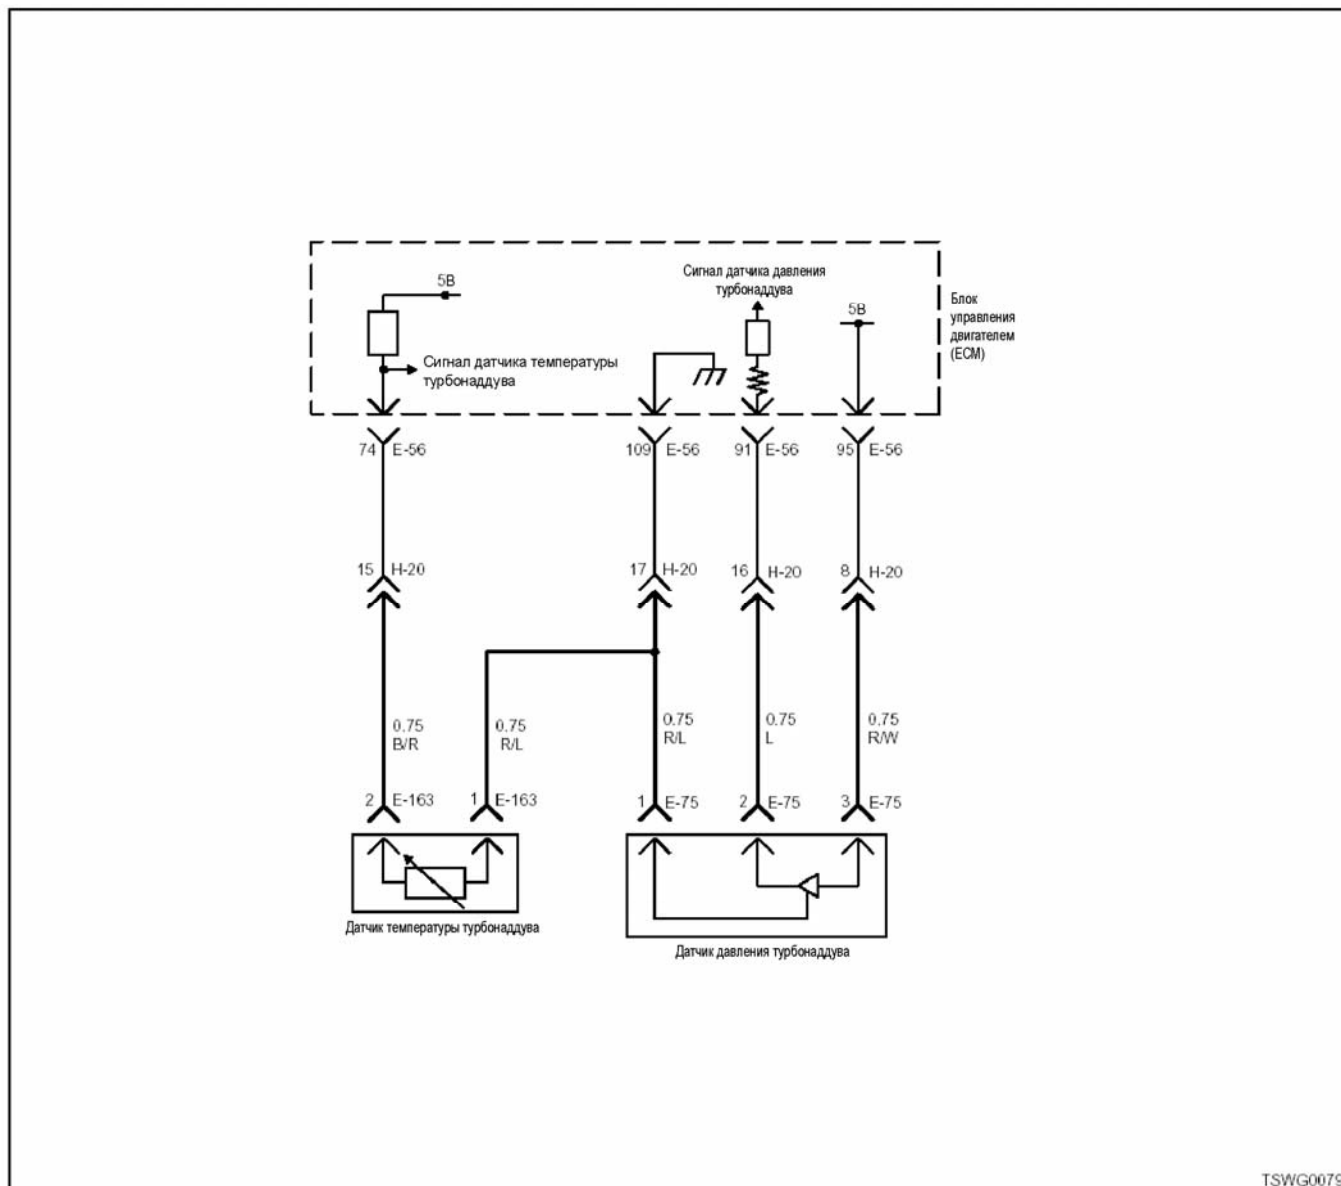 Сигнал датчика давления
турбонаддува
5В
5В
Блок
управления
двигателем
(ECM)
Сигнал датчика температуры
турбонаддува
74 E-56
109 E-56
91 E-56
95 E-56
15 H-20
17 H-20
16 H-20
8 H-20
0.75
B/R
0.75
R/L
0.75
R/L
0.75
L
0.75
R/W
2 E-163
1 E-163
1 E-75
2 E-75
3 E-75
Датчик температуры турбонаддува
Датчик давления турбонаддува
TSWG0079